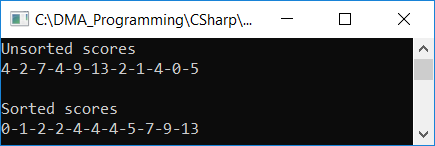 C:\DMA_Programming\CSharp\...
Unsorted scores
4-2-7-4-9-13-2-1-4-0-5
Sorted scores
0-1-2-2-4-4-4-5-7-9-13